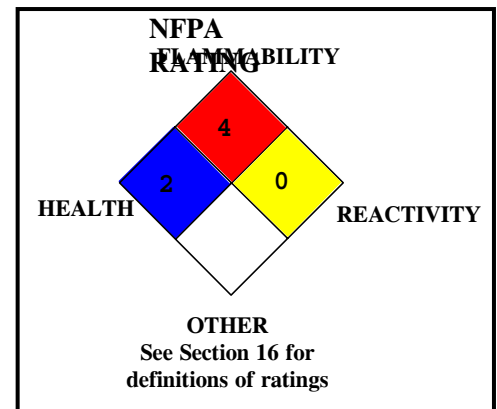 NFPA
RATING
FLAMMABILITY
4
2
0
HEALTH
REACTIVITY
OTHER
See Section 16 for
definitions of ratings